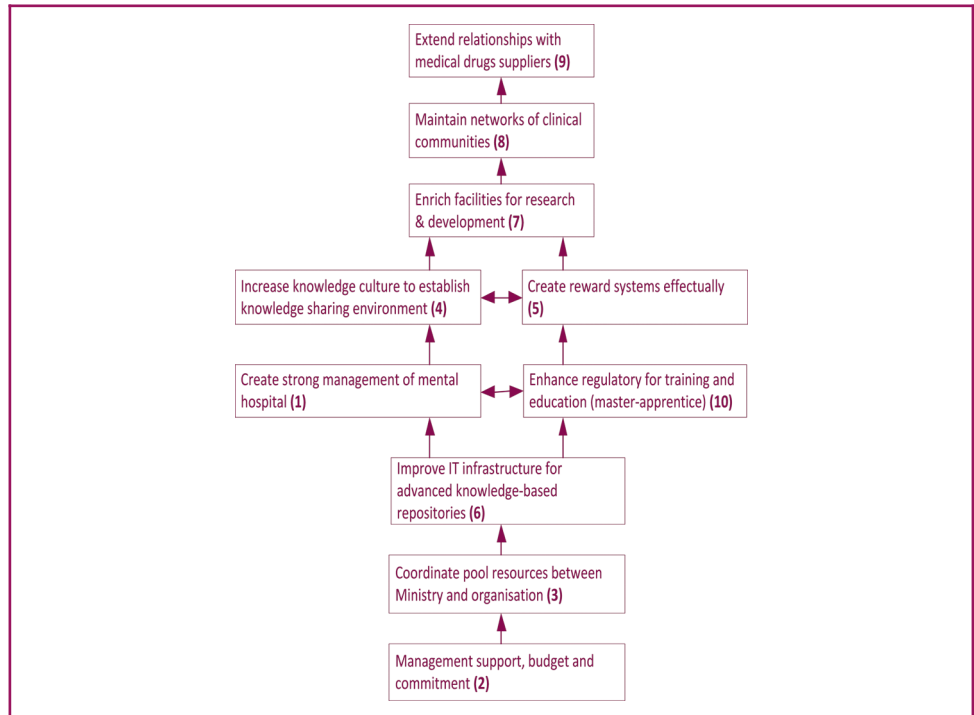 Extend relationships with
medical drugs suppliers (9)
Maintain networks of clinical
communities (8)
Enrich facilities for research
& development (7)
Increase knowledge culture to establish
knowledge sharing environment (4)
Create reward systems effectually
(5)
Create strong management of mental
hospital (1)
Enhance regulatory for training and
education (master-apprentice) (10)
Improve IT infrastructure for
advanced knowledge-based
repositories (6)
Coordinate pool resources between
Ministry and organisation (3)
Management support, budget and
commitment (2)